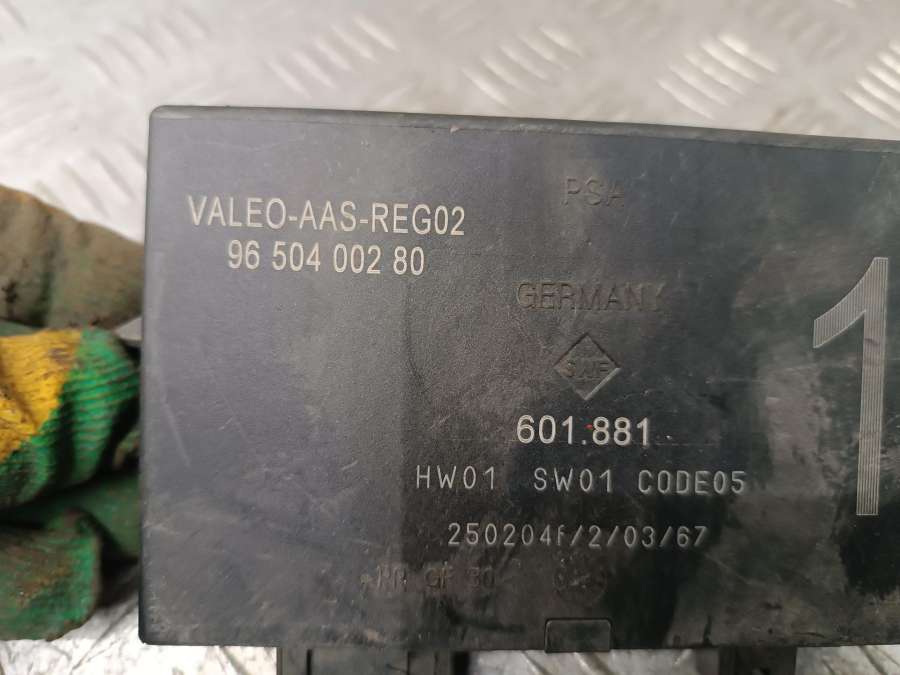 VALEO-AAS-REG02
96 504 002 80
PSA
GERMANY
SWF
601.881
HW01 SW01 CODE05
250204f/2/03/67
1